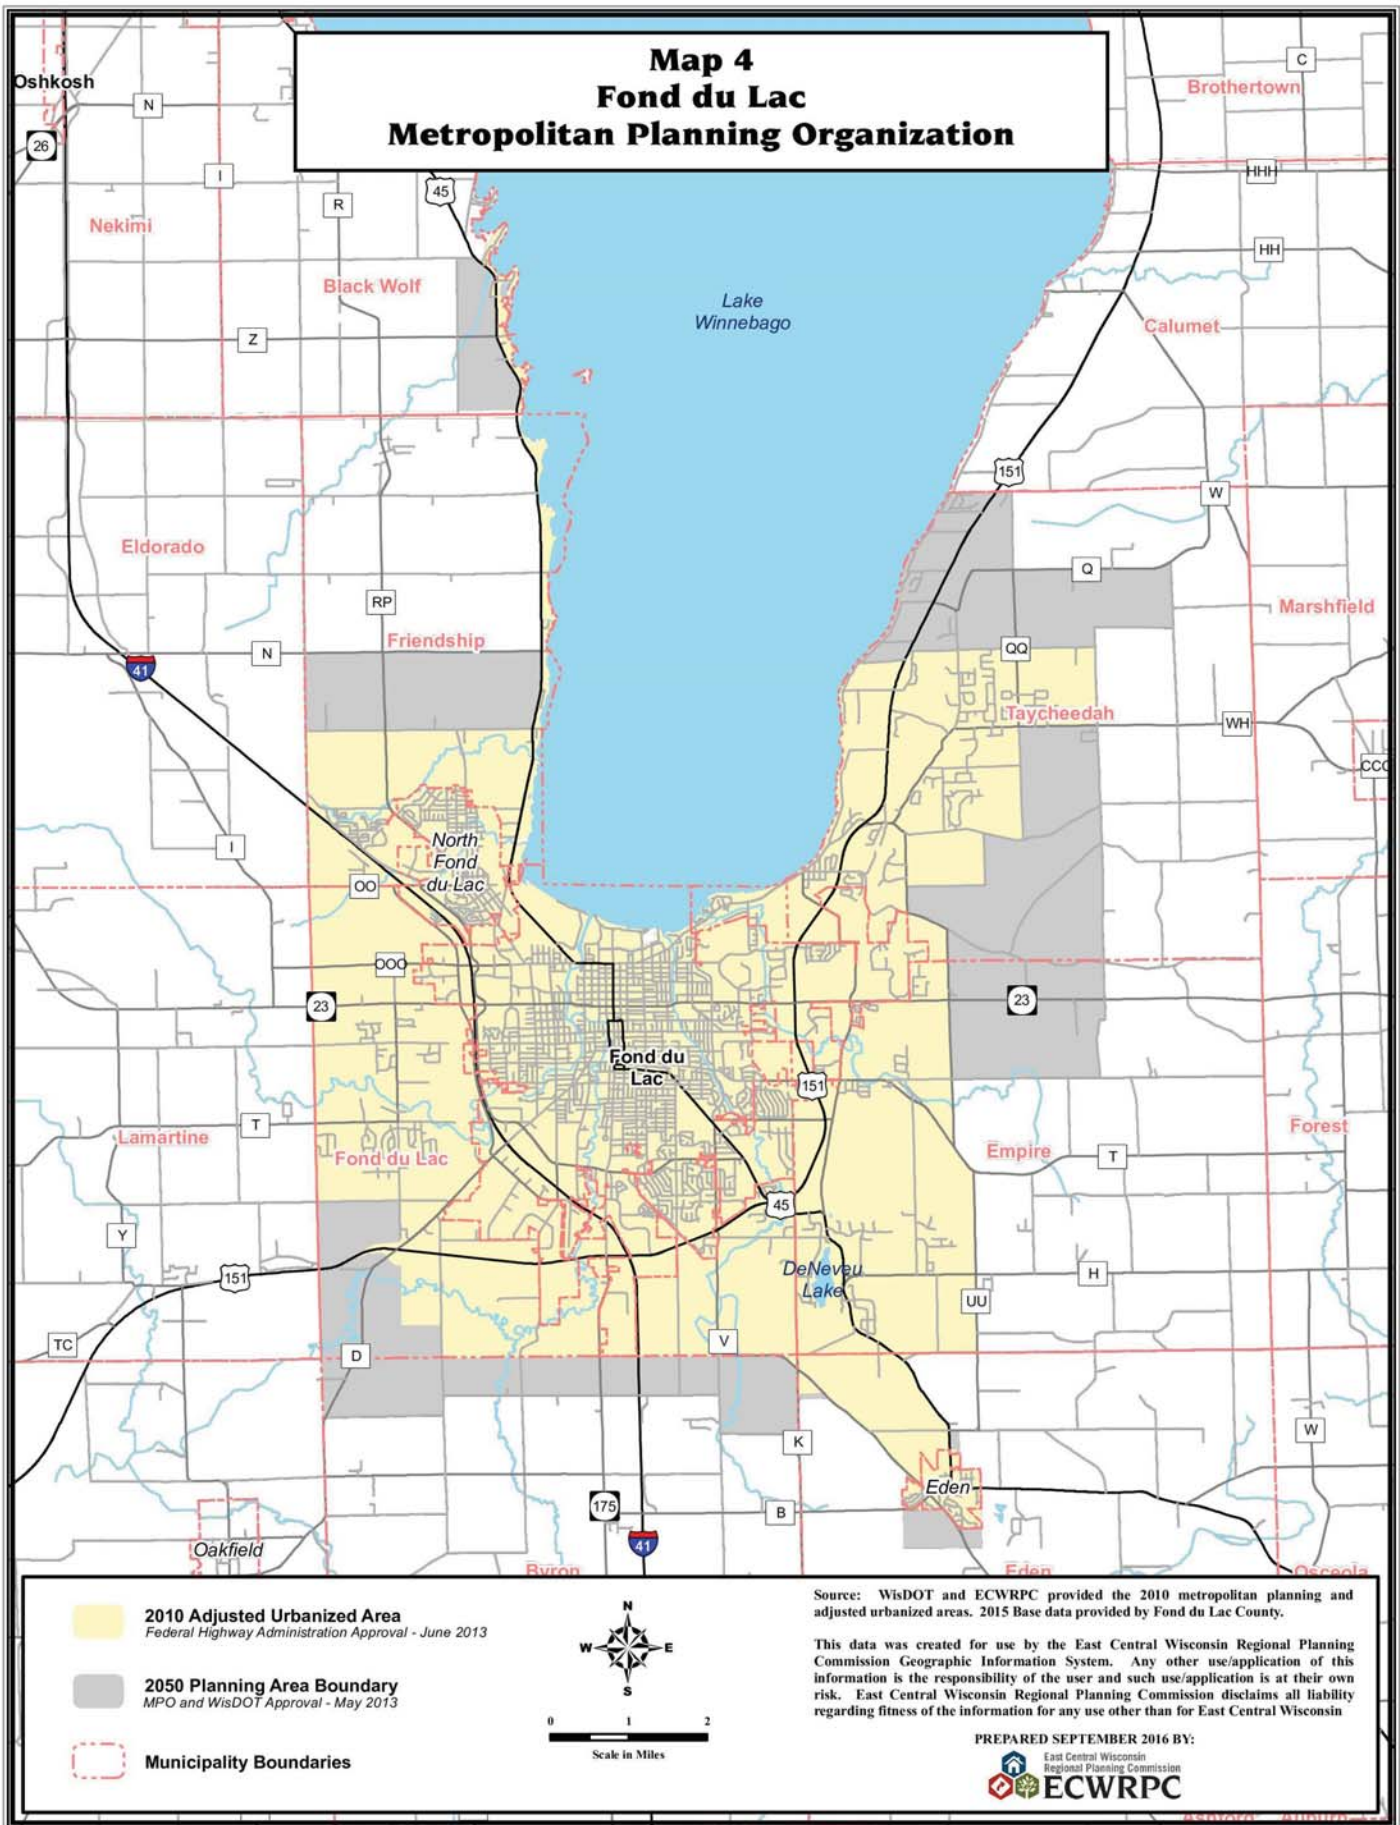 Map 4
Fond du Lac
Metropolitan Planning Organization
Oshkosh
N
26
I
R
45
C
Brothertown
HHH
Nekimi
HH
Black Wolf
Lake
Winnebago
Z
Calumet
151
W
Eldorado
Q
RP
Marshfield
Friendship
N
QQ
41
Taycheedah
WH
CCC
North
Fond
du Lac
I
OO
OOO
23
23
Fond du
Lac
151
T
Lamartine
Fond du Lac
Forest
Empire
T
45
Y
DeNeveu
Lake
H
151
UU
TC
D
V
K
W
Eden
175
B
41
Oakfield
Byron
Eden
Osceola
2010 Adjusted Urbanized Area
Federal Highway Administration Approval - June 2013
2050 Planning Area Boundary
MPO and WisDOT Approval - May 2013
Municipality Boundaries
N
W E
S
0 1 2
Scale in Miles
Source: WisDOT and ECWRPC provided the 2010 metropolitan planning and
adjusted urbanized areas. 2015 Base data provided by Fond du Lac County.
This data was created for use by the East Central Wisconsin Regional Planning
Commission Geographic Information System. Any other use/application of this
information is the responsibility of the user and such use/application is at their own
risk. East Central Wisconsin Regional Planning Commission disclaims all liability
regarding fitness of the information for any use other than for East Central Wisconsin
PREPARED SEPTEMBER 2016 BY:
East Central Wisconsin
Regional Planning Commission
ECWRPC
Ashford
Auburn